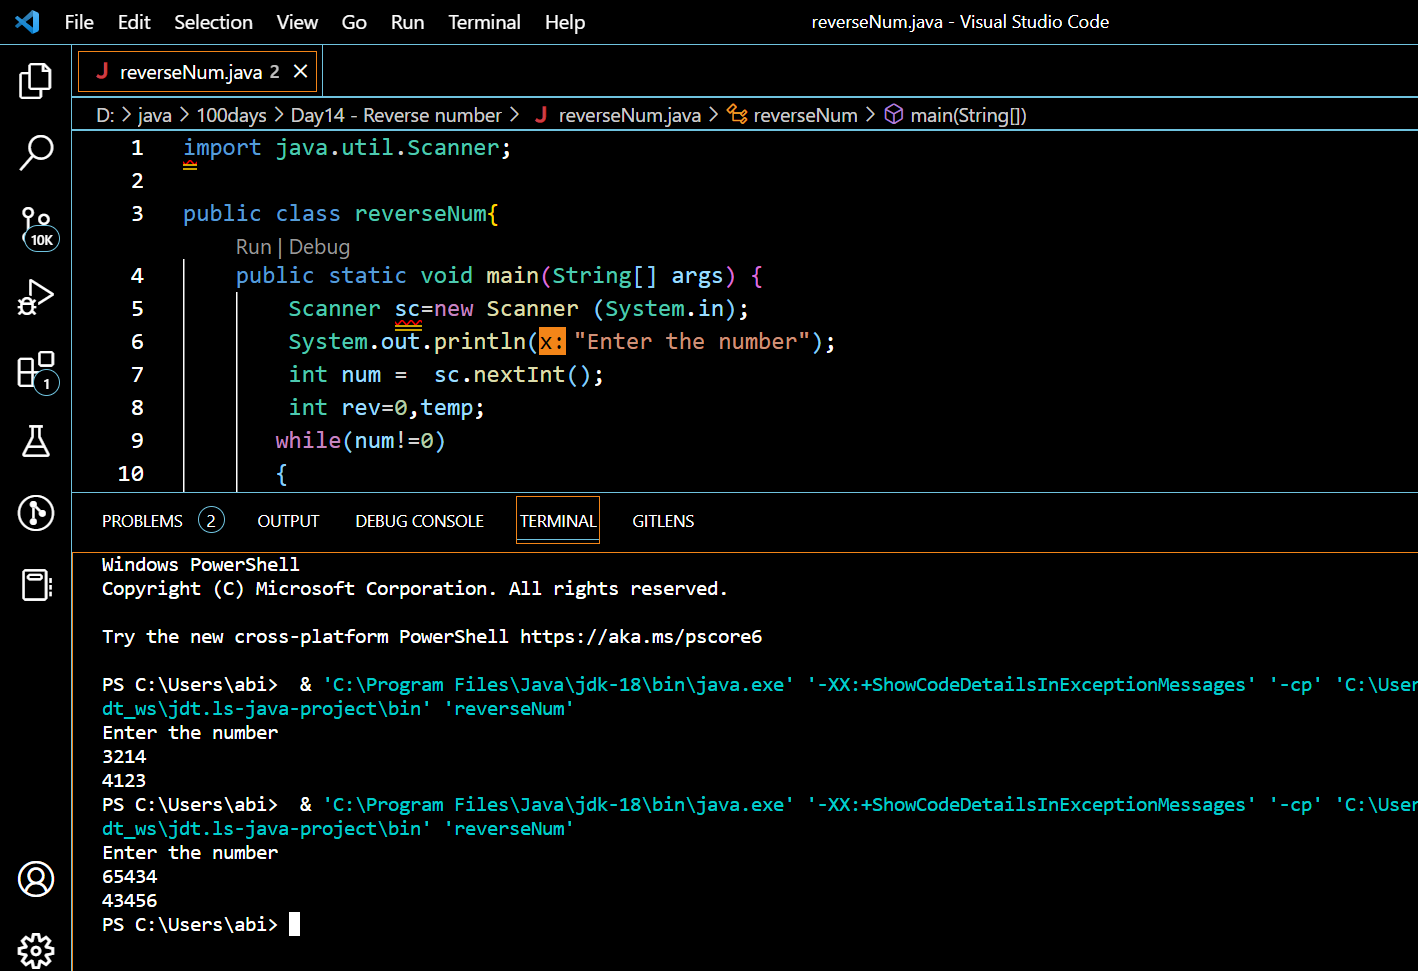 File Edit Selection View Go Run Terminal Help reverseNum.java - Visual Studio Code
J reverseNum.java 2
D: > java > 100days > Day14 - Reverse number > J reverseNum.java > reverseNum > main(String[])
1 import java.util.Scanner;
2
3 public class reverseNum{
Run | Debug
4 public static void main(String[] args) {
5 Scanner sc=new Scanner (System.in);
6 System.out.println(x: "Enter the number");
7 int num = sc.nextInt();
8 int rev=0,temp;
9 while(num!=0)
10 {
10K
1
PROBLEMS 2 OUTPUT DEBUG CONSOLE TERMINAL GITLENS
Windows PowerShell
Copyright (C) Microsoft Corporation. All rights reserved.
Try the new cross-platform PowerShell https://aka.ms/pscore6
PS C:\Users\abi> & 'C:\Program Files\Java\jdk-18\bin\java.exe' '-XX:+ShowCodeDetailsInExceptionMessages' '-cp' 'C:\User
dt_ws\jdt.ls-java-project\bin' 'reverseNum'
Enter the number
3214
4123
PS C:\Users\abi> & 'C:\Program Files\Java\jdk-18\bin\java.exe' '-XX:+ShowCodeDetailsInExceptionMessages' '-cp' 'C:\User
dt_ws\jdt.ls-java-project\bin' 'reverseNum'
Enter the number
65434
43456
PS C:\Users\abi>